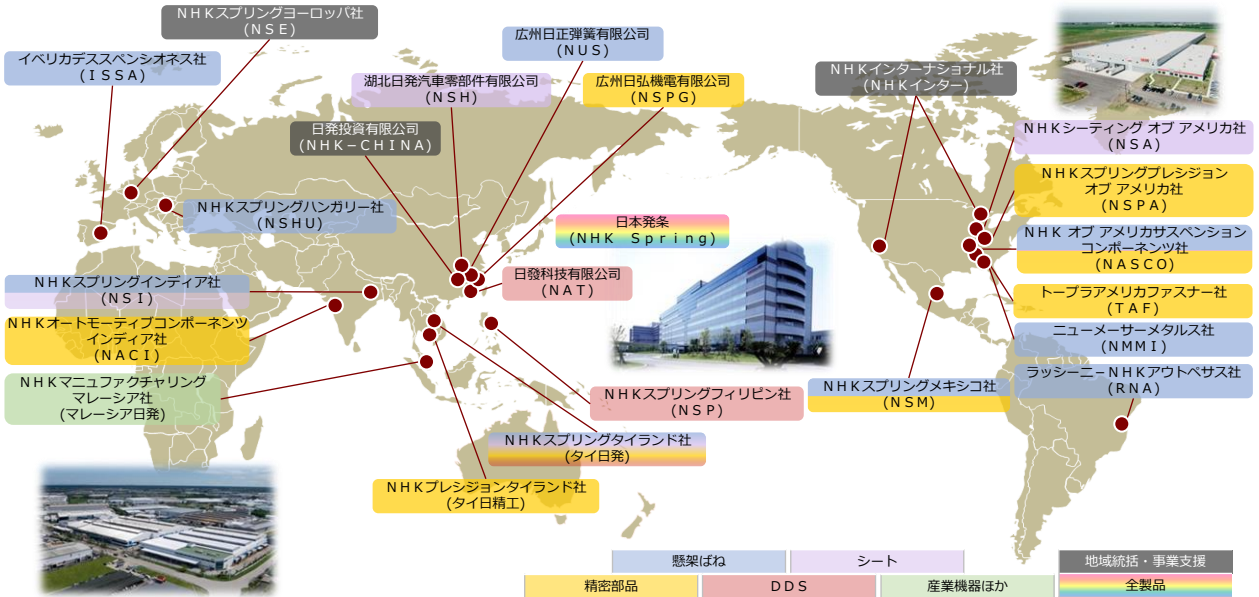 NHKスプリングヨーロッパ社
(NSE)
イベリカデススペンシオネス社
(ISSA)
広州日正弾簧有限公司
(NUS)
湖北日発汽車零部件有限公司
(NSH)
広州日弘機電有限公司
(NSPG)
日発投資有限公司
(NHK-CHINA)
NHKインターナショナル社
(NHKインター)
NHKシーティング オブ アメリカ社
(NSA)
NHKスプリングプレシジョン
オブ アメリカ社
(NSPA)
NHKスプリングハンガリー社
(NSHU)
日本発条
(NHK Spring)
NHK オブ アメリカサスペンション
コンポーネンツ社
(NASCO)
NHKスプリングインディア社
(NSI)
日發科技有限公司
(NAT)
トープラアメリカファスナー社
(TAF)
NHKオートモーティブコンポーネンツ
インディア社
(NACI)
ニューメーサーメタルス社
(NMMI)
NHKマニュファクチャリング
マレーシア社
(マレーシア日発)
NHKスプリングフィリピン社
(NSP)
NHKスプリングメキシコ社
(NSM)
ラッシーニ-NHKアウトペサス社
(RNA)
NHKスプリングタイランド社
(タイ日発)
NHKプレシジョンタイランド社
(タイ日精工)
懸架ばね
シート
地域統括・事業支援
精密部品
DDS
産業機器ほか
全製品